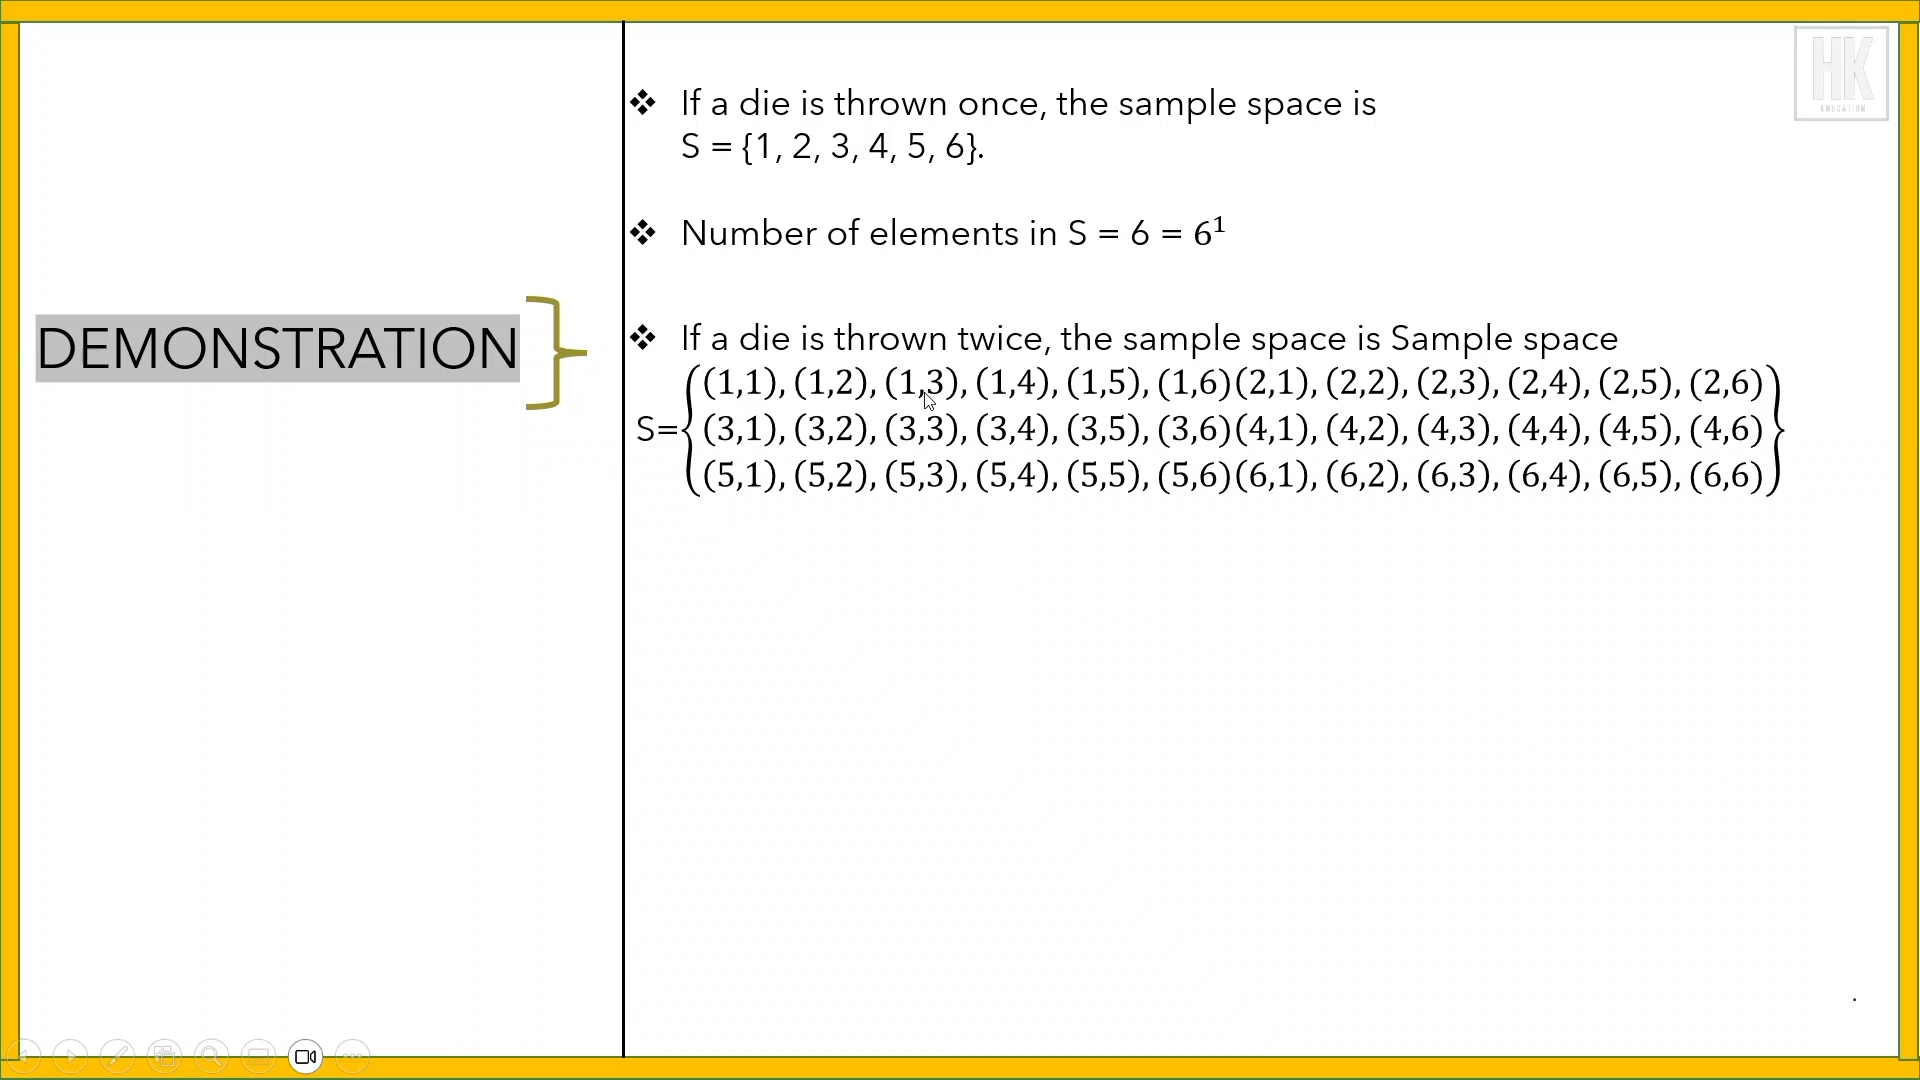 HK
EDUCATION
DEMONSTRATION
❖ If a die is thrown once, the sample space is
S = {1, 2, 3, 4, 5, 6}.
❖ Number of elements in S = 6 = 6¹
❖ If a die is thrown twice, the sample space is Sample space
S={(1,1), (1,2), (1,3), (1,4), (1,5), (1,6)(2,1), (2,2), (2,3), (2,4), (2,5), (2,6)
(3,1), (3,2), (3,3), (3,4), (3,5), (3,6)(4,1), (4,2), (4,3), (4,4), (4,5), (4,6)
(5,1), (5,2), (5,3), (5,4), (5,5), (5,6)(6,1), (6,2), (6,3), (6,4), (6,5), (6,6)}
.